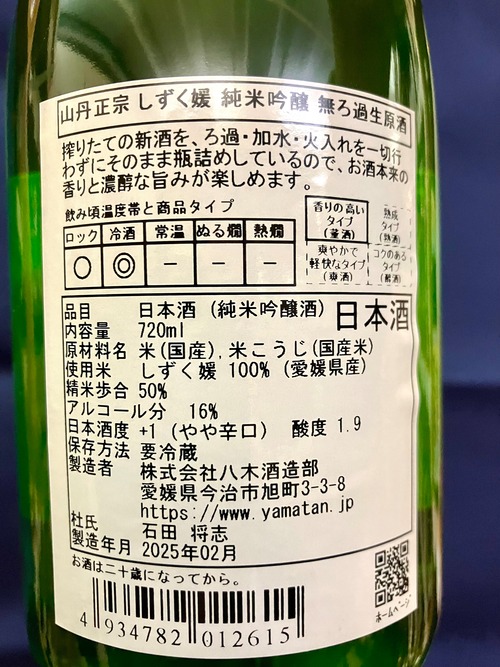 山丹正宗 しずく媛 純米吟醸 無ろ過生原酒
搾りたての新酒を、ろ過・加水・火入れを一切行
わずにそのまま瓶詰めしているので、お酒本来の
香りと濃醇な旨みが楽しめます。
飲み頃温度帯と商品タイプ
ロック 冷酒 常温 ぬる燗 熱燗
○ ◎ － － －
香りの高い
タイプ
(薫酒)
熟成
タイプ
(熟酒)
爽やかで
軽快なタイプ
(爽酒)
コクのある
タイプ
(醇酒)
日本酒
品目 日本酒 (純米吟醸酒)
内容量 720ml
原材料名 米(国産),米こうじ(国産米)
使用米 しずく媛 100% (愛媛県産)
精米歩合 50%
アルコール分 16%
日本酒度 +1 (やや辛口) 酸度 1.9
保存方法 要冷蔵
製造者 株式会社八木酒造部
愛媛県今治市旭町3-3-8
https://www.yamatan.jp
杜氏 石田 将志
製造年月 2025年02月
お酒は二十歳になってから。
4 934782 012615
ホームページ